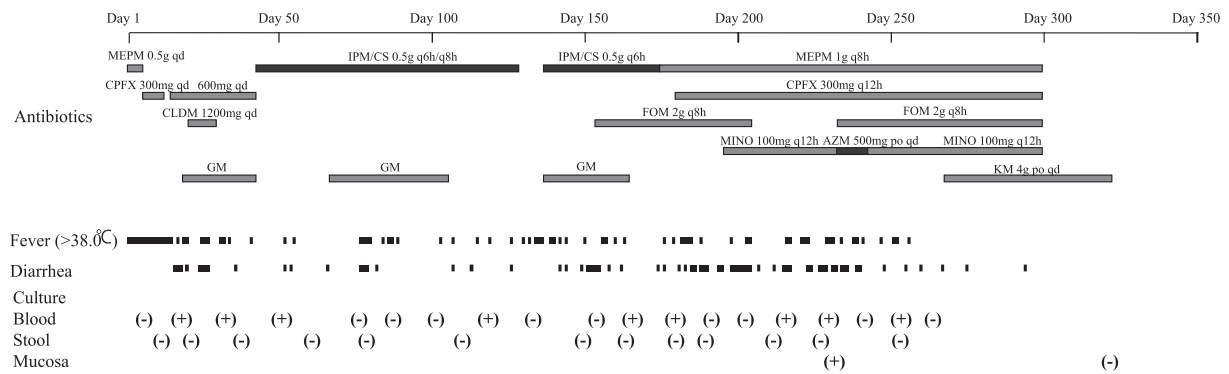 Day 1 Day 50 Day 100 Day 150 Day 200 Day 250 Day 300 Day 350
MEPM 0.5g qd IPM/CS 0.5g q6h/q8h IPM/CS 0.5g q6h MEPM 1g q8h
CPFX 300mg qd 600mg qd CPFX 300mg q12h
Antibiotics CLDM 1200mg qd FOM 2g q8h FOM 2g q8h
MINO 100mg q12h AZM 500mg po qd MINO 100mg q12h
GM GM GM KM 4g po qd
Fever (>38.0℃)
Diarrhea
Culture
Blood (-) (+) (+) (+) (-) (-) (-) (+) (-) (-) (+) (+) (-) (-) (+) (+) (-) (+) (-)
Stool (-) (-) (-) (-) (-) (-) (-) (-) (-) (-) (-) (-) (-)
Mucosa (+) (-)